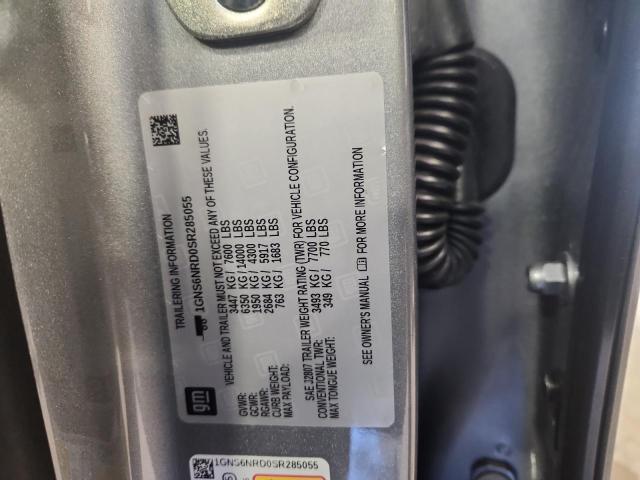 TRAILERING INFORMATION
1GNS6NRD0SR285055
gm
VEHICLE AND TRAILER MUST NOT EXCEED ANY OF THESE VALUES.
GVWR: 3447 KG / 7600 LBS
GCWR: 6350 KG / 14000 LBS
RGAWR: 1950 KG / 4300 LBS
CURB WEIGHT: 2684 KG / 5917 LBS
MAX PAYLOAD: 763 KG / 1683 LBS
SAE J2807 TRAILER WEIGHT RATING (TWR) FOR VEHICLE CONFIGURATION.
CONVENTIONAL TWR: 3493 KG / 7700 LBS
MAX TONGUE WEIGHT: 349 KG / 770 LBS
SEE OWNER'S MANUAL FOR MORE INFORMATION
1GNS6NRD0SR285055